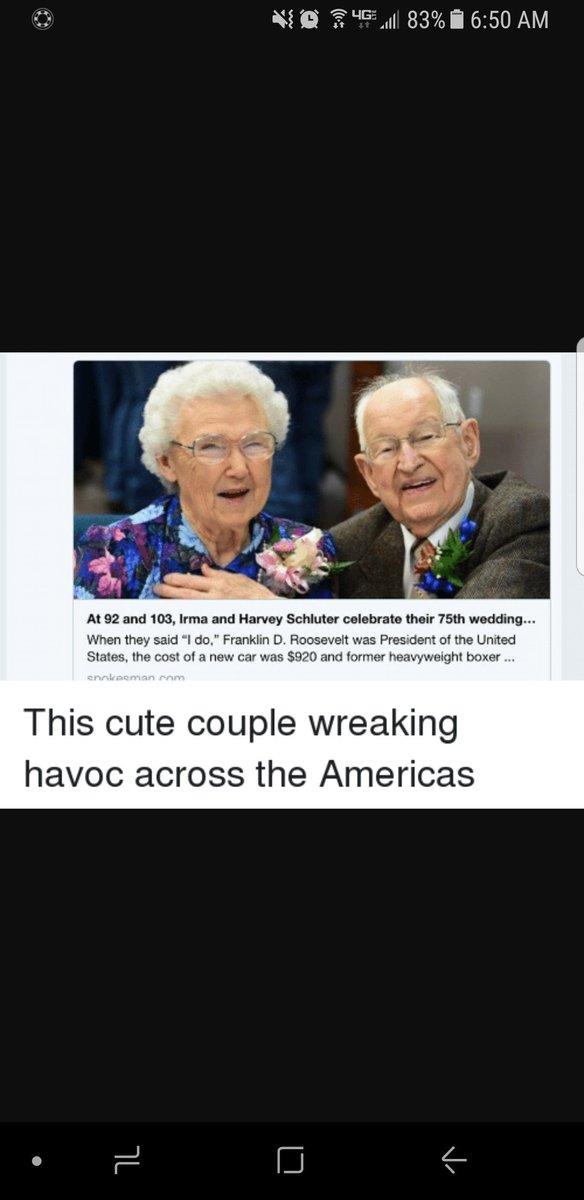 4G 83% 6:50 AM
At 92 and 103, Irma and Harvey Schluter celebrate their 75th wedding...
When they said "I do," Franklin D. Roosevelt was President of the United
States, the cost of a new car was $920 and former heavyweight boxer ...
spokesman.com
This cute couple wreaking
havoc across the Americas